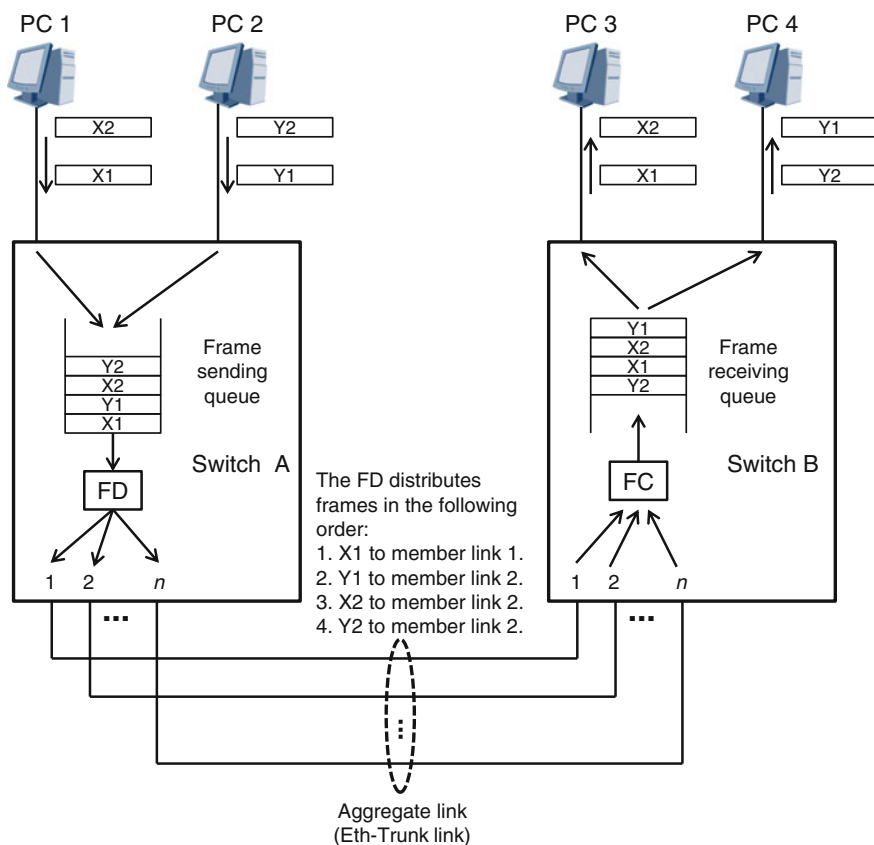 PC 1
PC 2
PC 3
PC 4
X2
X1
Y2
Y1
X2
X1
Y1
Y2
Y2
X2
Y1
X1
Frame
sending
queue
Switch A
FD
1 2 ... n
The FD distributes
frames in the following
order:
1. X1 to member link 1.
2. Y1 to member link 2.
3. X2 to member link 2.
4. Y2 to member link 2.
Y1
X2
X1
Y2
Frame
receiving
queue
Switch B
FC
1 2 ... n
Aggregate link
(Eth-Trunk link)